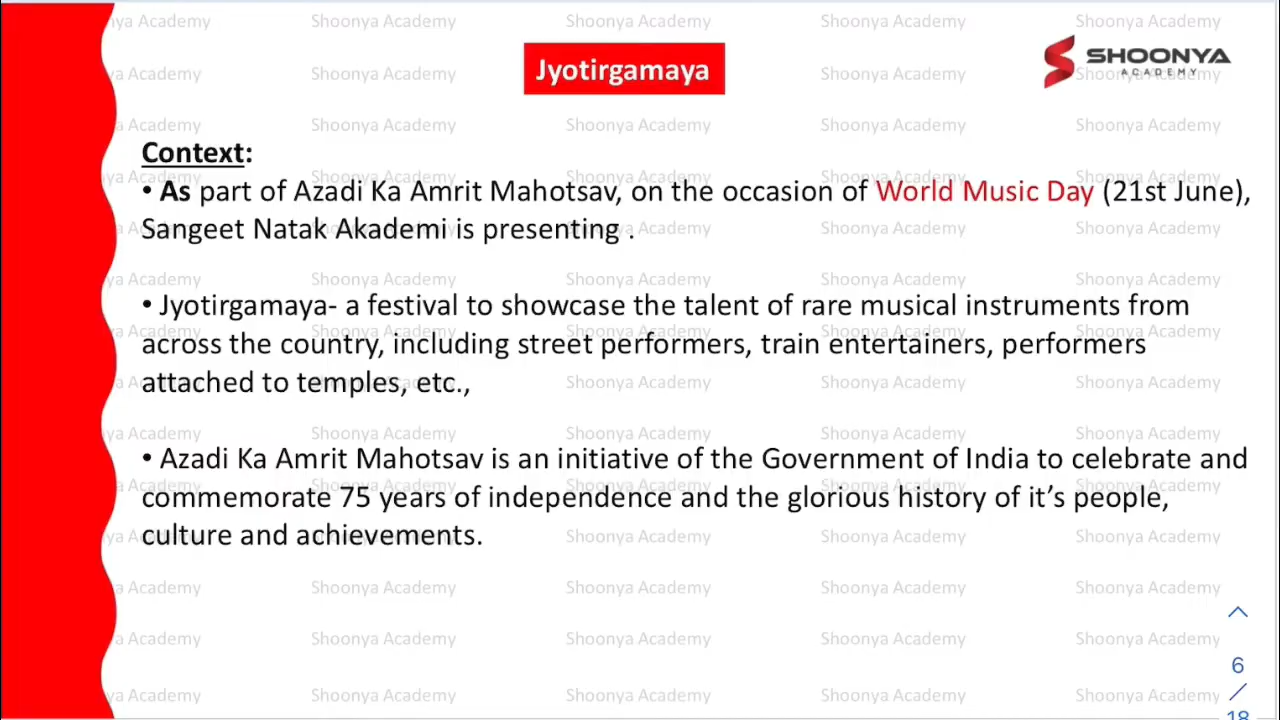 Jyotirgamaya
SHOONYA
ACADEMY
Context:
• As part of Azadi Ka Amrit Mahotsav, on the occasion of World Music Day (21st June),
Sangeet Natak Akademi is presenting .
• Jyotirgamaya- a festival to showcase the talent of rare musical instruments from
across the country, including street performers, train entertainers, performers
attached to temples, etc.,
• Azadi Ka Amrit Mahotsav is an initiative of the Government of India to celebrate and
commemorate 75 years of independence and the glorious history of it's people,
culture and achievements.
6
/
18
Shoonya Academy